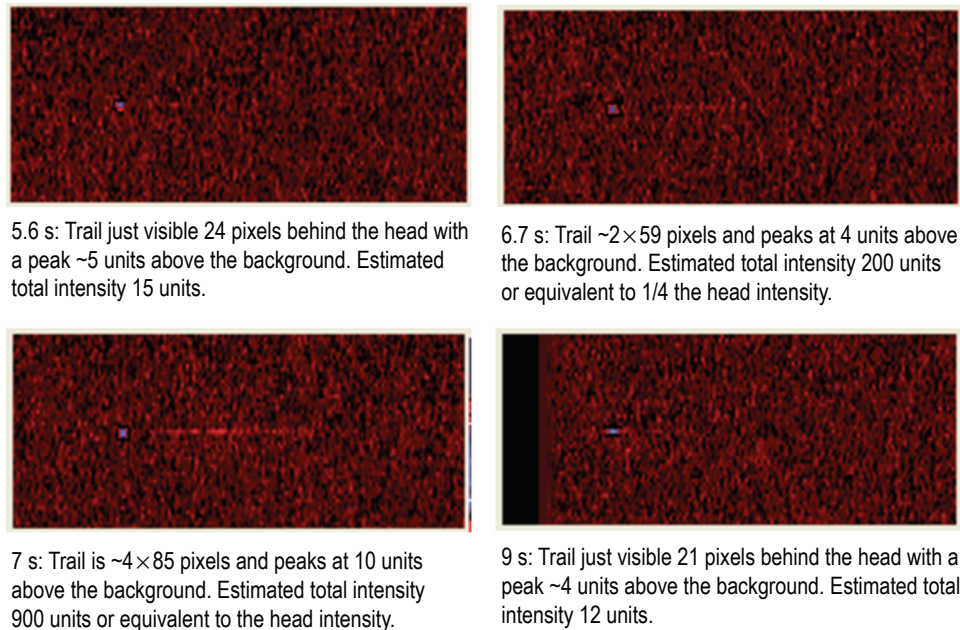 5.6 s: Trail just visible 24 pixels behind the head with
a peak ~5 units above the background. Estimated
total intensity 15 units.
6.7 s: Trail ~2×59 pixels and peaks at 4 units above
the background. Estimated total intensity 200 units
or equivalent to 1/4 the head intensity.
7 s: Trail is ~4×85 pixels and peaks at 10 units
above the background. Estimated total intensity
900 units or equivalent to the head intensity.
9 s: Trail just visible 21 pixels behind the head with a
peak ~4 units above the background. Estimated total
intensity 12 units.